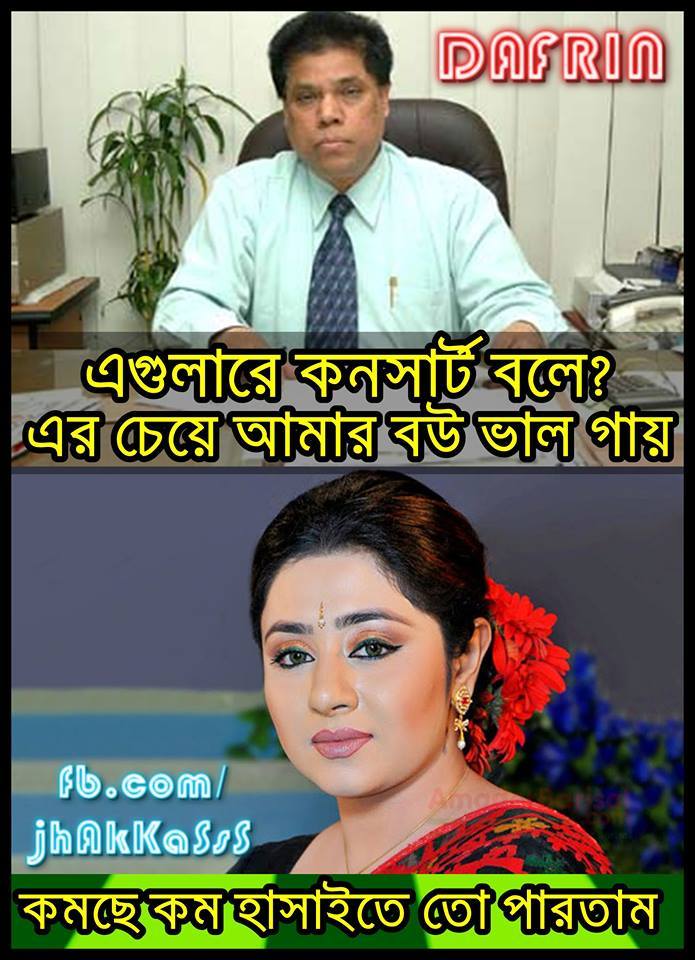 DAFRIN
এগুলারে কনসার্ট বলে?
এর চেয়ে আমার বউ ভাল গায়
fb.com/
jhAkKaSsS
কমছে কম হাসাইতে তো পারতাম